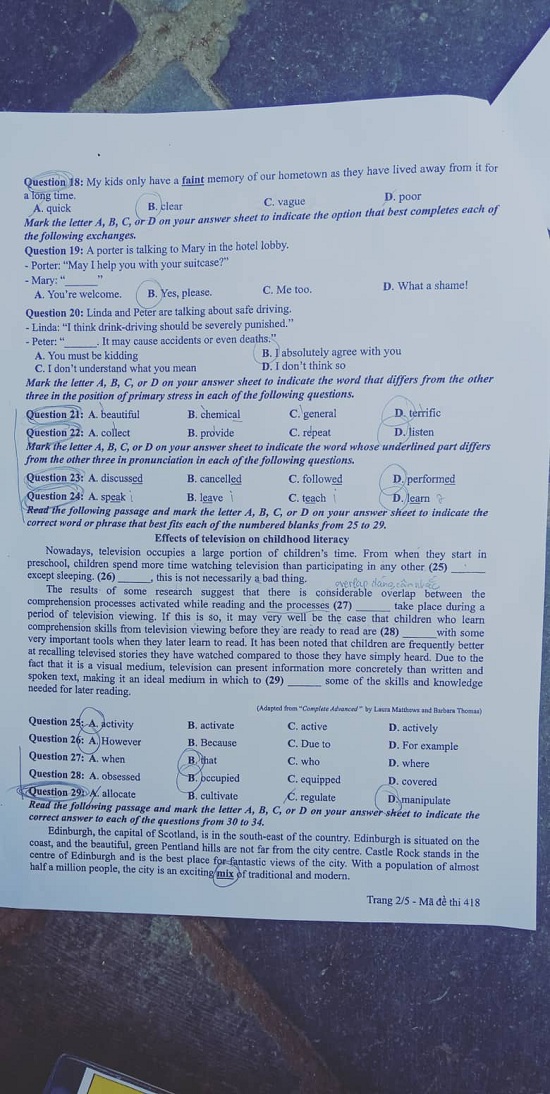 Question 18: My kids only have a faint memory of our hometown as they have lived away from it for
a long time.
A. quick B. clear C. vague D. poor
Mark the letter A, B, C, or D on your answer sheet to indicate the option that best completes each of
the following exchanges.
Question 19: A porter is talking to Mary in the hotel lobby.
- Porter: "May I help you with your suitcase?"
- Mary: "______"
A. You're welcome. B. Yes, please. C. Me too. D. What a shame!
Question 20: Linda and Peter are talking about safe driving.
- Linda: "I think drink-driving should be severely punished."
- Peter: "______. It may cause accidents or even deaths."
A. You must be kidding B. I absolutely agree with you
C. I don't understand what you mean D. I don't think so
Mark the letter A, B, C, or D on your answer sheet to indicate the word that differs from the other
three in the position of primary stress in each of the following questions.
Question 21: A. beautiful B. chemical C. general D. terrific
Question 22: A. collect B. provide C. repeat D. listen
Mark the letter A, B, C, or D on your answer sheet to indicate the word whose underlined part differs
from the other three in pronunciation in each of the following questions.
Question 23: A. discussed B. cancelled C. followed D. performed
Question 24: A. speak B. leave C. teach D. learn
Read the following passage and mark the letter A, B, C, or D on your answer sheet to indicate the
correct word or phrase that best fits each of the numbered blanks from 25 to 29.
Effects of television on childhood literacy
Nowadays, television occupies a large portion of children's time. From when they start in
preschool, children spend more time watching television than participating in any other (25) ______
except sleeping. (26) ______, this is not necessarily a bad thing.
overlap
The results of some research suggest that there is considerable overlap between the
comprehension processes activated while reading and the processes (27) ______ take place during a
period of television viewing. If this is so, it may very well be the case that children who learn
comprehension skills from television viewing before they are ready to read are (28) ______ with some
very important tools when they later learn to read. It has been noted that children are frequently better
at recalling televised stories they have watched compared to those they have simply heard. Due to the
fact that it is a visual medium, television can present information more concretely than written and
spoken text, making it an ideal medium in which to (29) ______ some of the skills and knowledge
needed for later reading.
(Adapted from "Complete Advanced" by Laura Matthews and Barbara Thomas)
Question 25: A. activity B. activate C. active D. actively
Question 26: A. However B. Because C. Due to D. For example
Question 27: A. when B. that C. who D. where
Question 28: A. obsessed B. occupied C. equipped D. covered
Question 29: A. allocate B. cultivate C. regulate D. manipulate
Read the following passage and mark the letter A, B, C, or D on your answer sheet to indicate the
correct answer to each of the questions from 30 to 34.
Edinburgh, the capital of Scotland, is in the south-east of the country. Edinburgh is situated on the
coast, and the beautiful, green Pentland hills are not far from the city centre. Castle Rock stands in the
centre of Edinburgh and is the best place for fantastic views of the city. With a population of almost
half a million people, the city is an exciting mix of traditional and modern.
Trang 2/5 - Mã đề thi 418